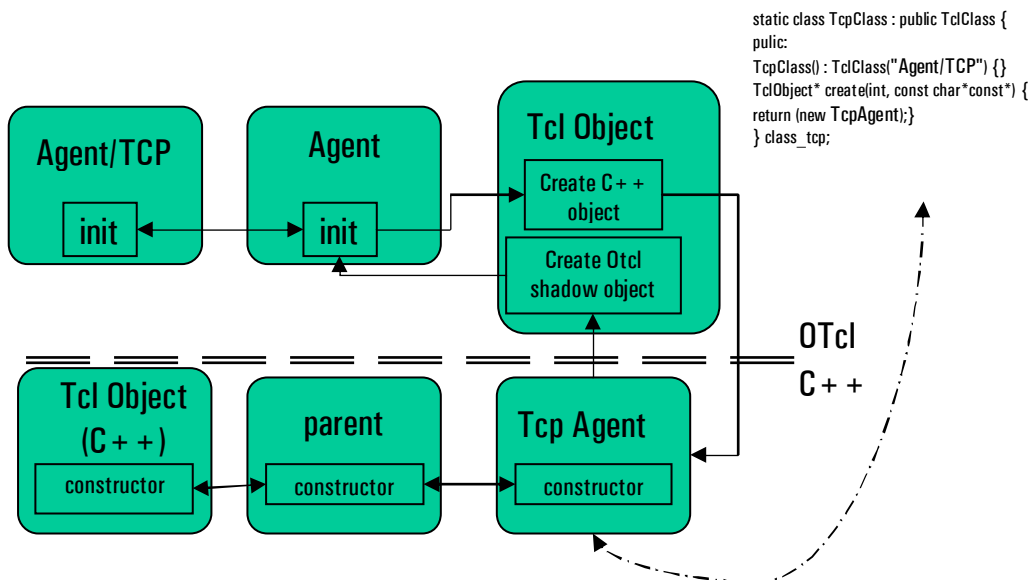 static class TcpClass : public TclClass {
pulic:
TcpClass() : TclClass("Agent/TCP") {}
TclObject* create(int, const char*const*) {
return (new TcpAgent);}
} class_tcp;
Agent/TCP
init
Agent
init
Tcl Object
Create C++
object
Create Otcl
shadow object
OTcl
C++
Tcl Object
(C++)
constructor
parent
constructor
Tcp Agent
constructor